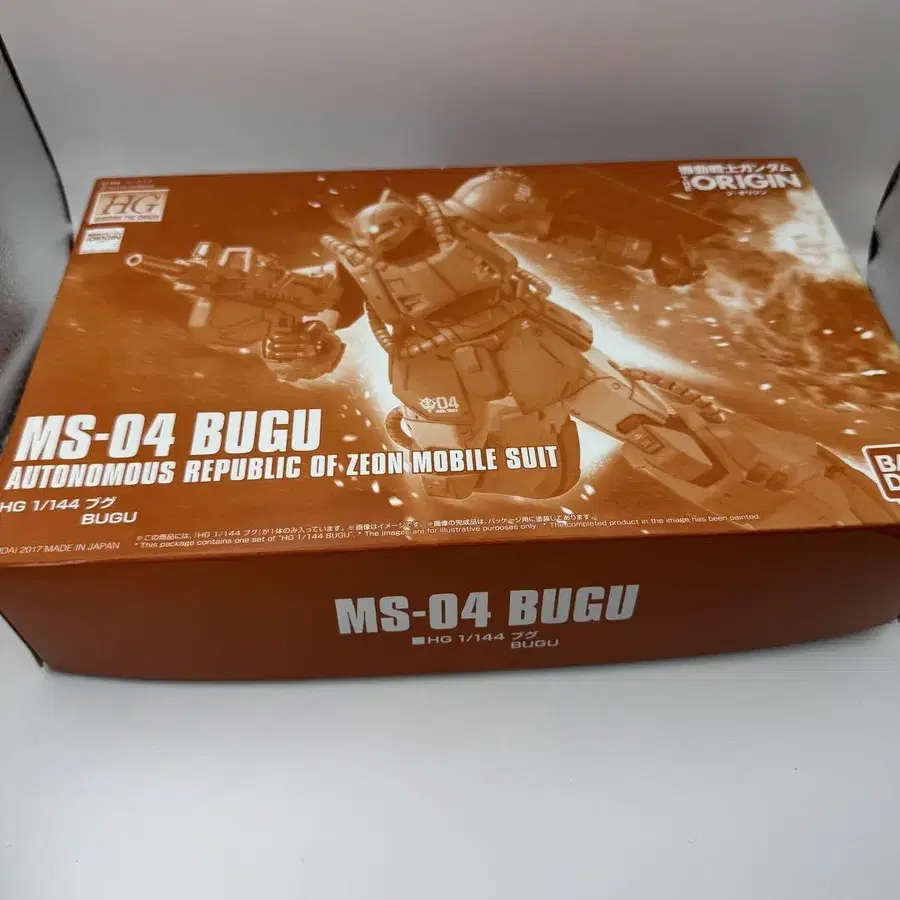 HG
機動戦士ガンダム
THE ORIGIN
ジ・オリジン
04
MS-04 BUGU
AUTONOMOUS REPUBLIC OF ZEON MOBILE SUIT
HG 1/144 ブグ
BUGU
※この商品には、「HG 1/144 ブグ」が1体のみ入っています。※画像はイメージです。※画像の完成品は、パッケージ用に塗装してあります。
* This package contains one set of "HG 1/144 BUGU". * The images are for illustrative purposes only. * The completed product in the image has been painted.
DAI 2017 MADE IN JAPAN
BA
MS-04 BUGU
■HG 1/144 ブグ
BUGU